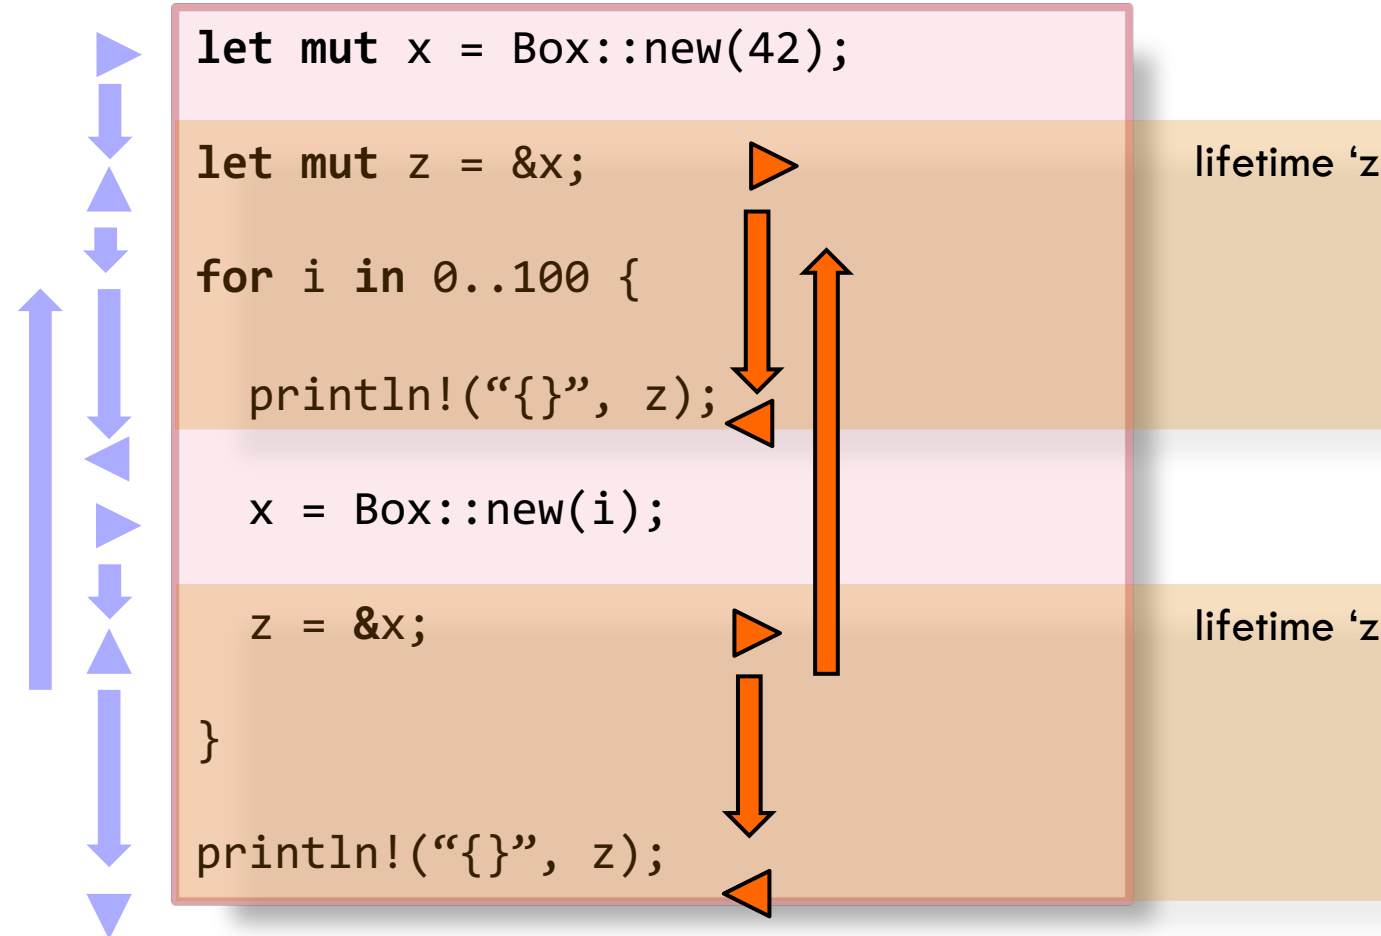 let mut x = Box::new(42);
let mut z = &x;
lifetime ‘z
for i in 0..100 {
println!(“{}”, z);
x = Box::new(i);
z = &x;
lifetime ‘z
}
println!(“{}”, z);